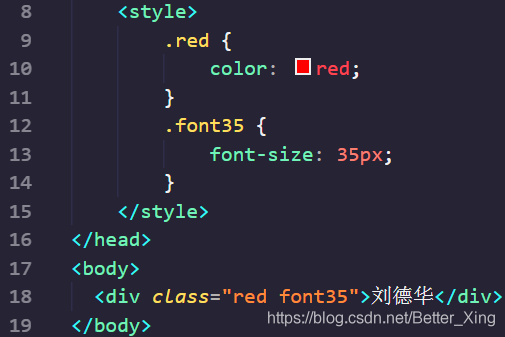 8 <style>
9 .red {
10 color: red;
11 }
12 .font35 {
13 font-size: 35px;
14 }
15 </style>
16 </head>
17 <body>
18 <div class="red font35">刘德华</div>
https://blog.csdn.net/Better_Xing
19 </body>